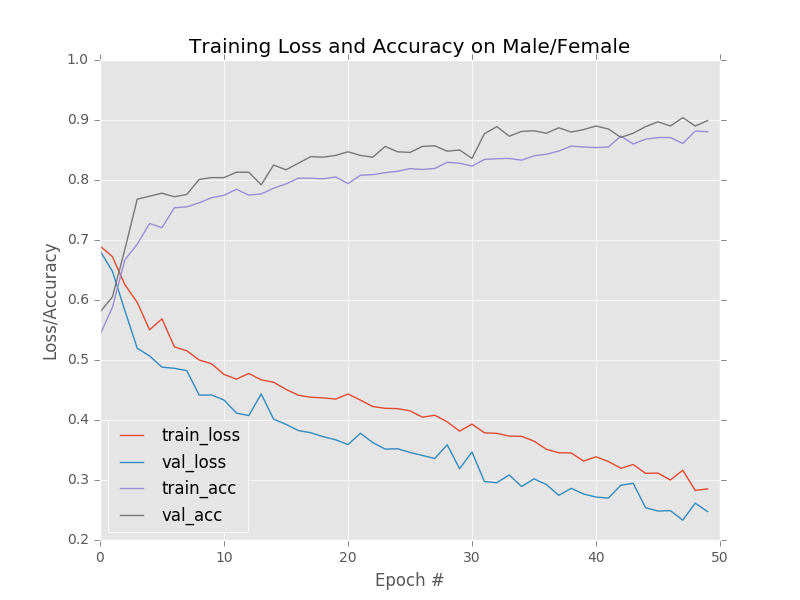 Training Loss and Accuracy on Male/Female
1.0
0.9
0.8
0.7
0.6
0.5
0.4
0.3
0.2
Loss/Accuracy
train_loss
val_loss
train_acc
val_acc
0 10 20 30 40 50
Epoch #